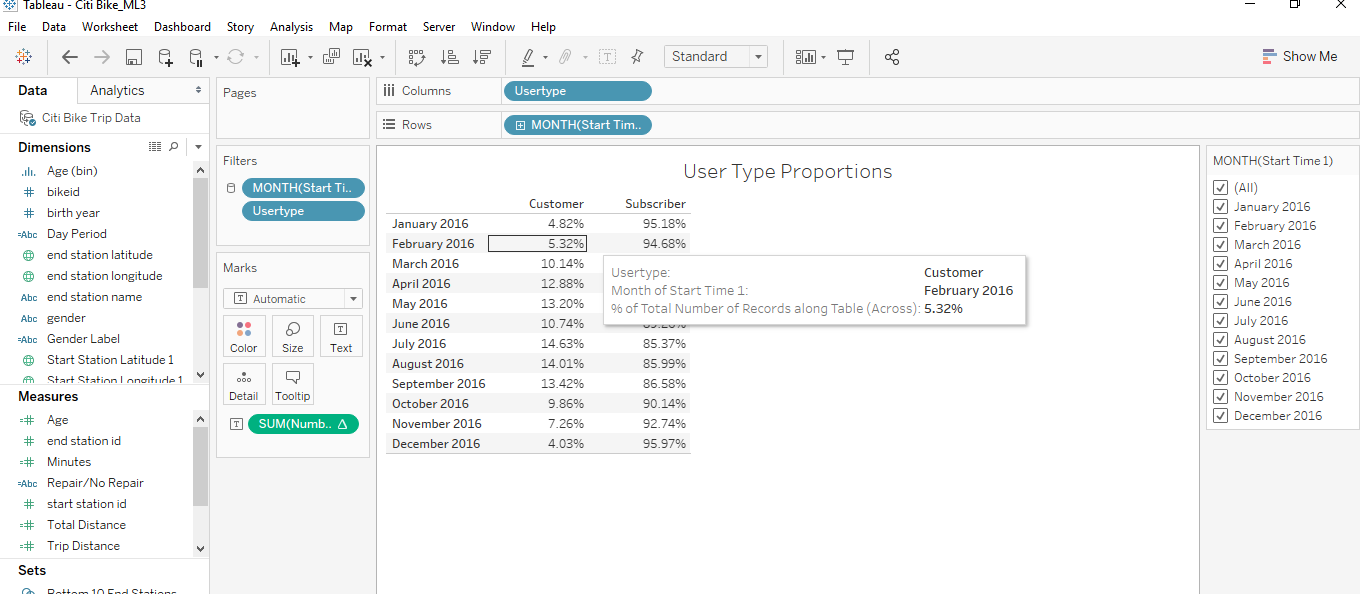 Tableau - Citi Bike_ML3
File Data Worksheet Dashboard Story Analysis Map Format Server Window Help
Standard
Show Me
Data Analytics
Citi Bike Trip Data
Dimensions
Age (bin)
bikeid
birth year
Abc Day Period
end station latitude
end station longitude
Abc end station name
Abc gender
Abc Gender Label
Start Station Latitude 1
Start Station Longitude 1
Measures
Age
end station id
Minutes
Abc Repair/No Repair
start station id
Total Distance
Trip Distance
Sets
Bottom 10 End Stations
Pages
Filters
MONTH(Start Ti..
Usertype
Marks
Automatic
Color Size Text
Detail Tooltip
SUM(Numb..
Columns Usertype
Rows MONTH(Start Tim..
User Type Proportions
Customer Subscriber
January 2016 4.82% 95.18%
February 2016 5.32% 94.68%
March 2016 10.14%
April 2016 12.88%
May 2016 13.20%
June 2016 10.74%
July 2016 14.63% 85.37%
August 2016 14.01% 85.99%
September 2016 13.42% 86.58%
October 2016 9.86% 90.14%
November 2016 7.26% 92.74%
December 2016 4.03% 95.97%
Usertype: Customer
Month of Start Time 1: February 2016
% of Total Number of Records along Table (Across): 5.32%
MONTH(Start Time 1)
(All)
January 2016
February 2016
March 2016
April 2016
May 2016
June 2016
July 2016
August 2016
September 2016
October 2016
November 2016
December 2016